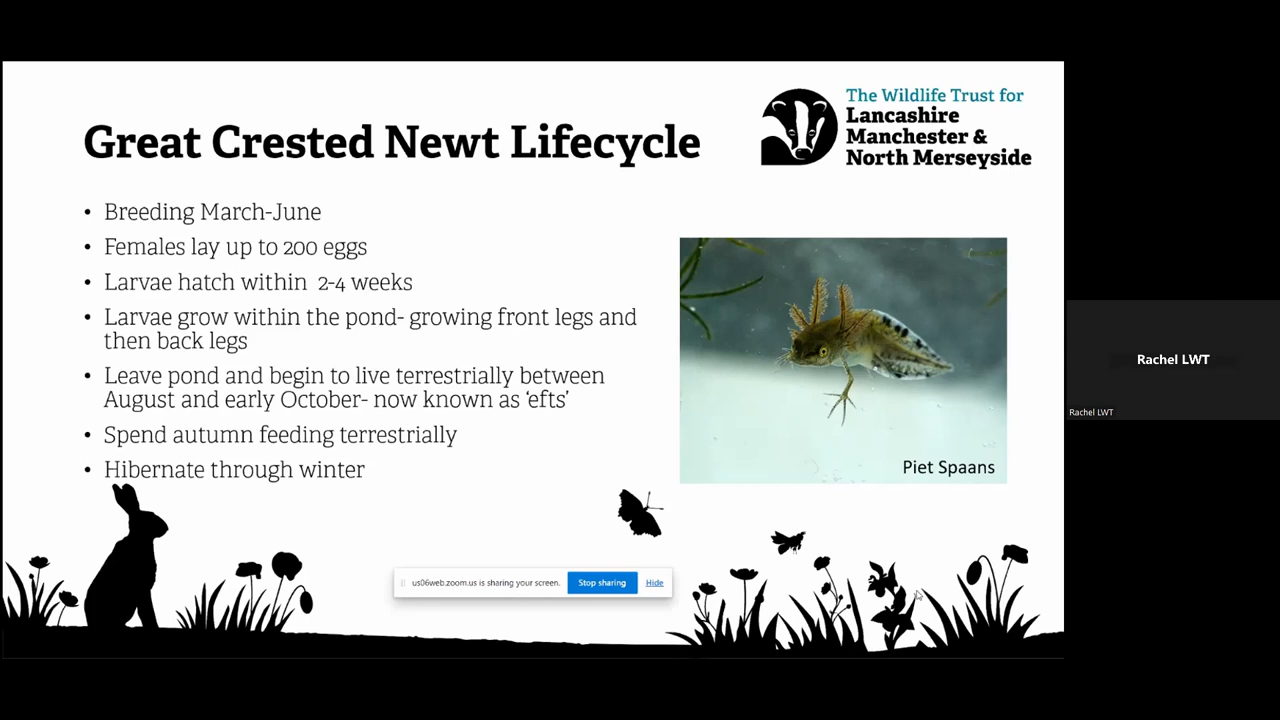 The Wildlife Trust for
Lancashire
Manchester &
North Merseyside
Great Crested Newt Lifecycle
• Breeding March-June
• Females lay up to 200 eggs
• Larvae hatch within  2-4 weeks
• Larvae grow within the pond- growing front legs and
then back legs
• Leave pond and begin to live terrestrially between
August and early October- now known as ‘efts’
• Spend autumn feeding terrestrially
• Hibernate through winter
Piet Spaans
us06web.zoom.us is sharing your screen.
Stop sharing
Hide
Rachel LWT
Rachel LWT